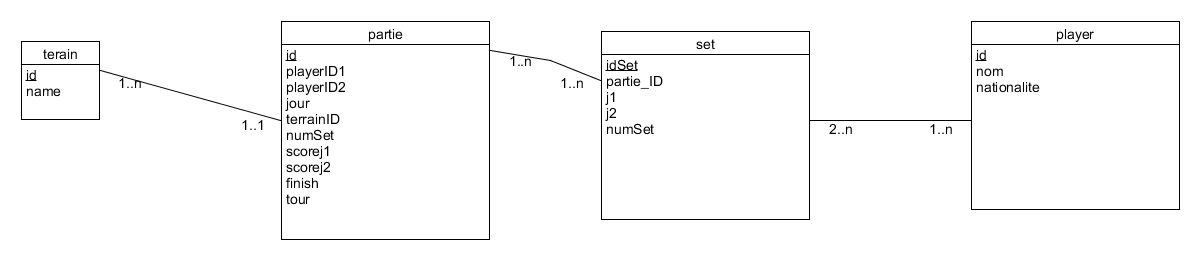 terain
id
name
1..n
1..1
partie
id
playerID1
playerID2
jour
terrainID
numSet
scorej1
scorej2
finish
tour
1..n
1..n
set
idSet
partie_ID
j1
j2
numSet
2..n
1..n
player
id
nom
nationalite